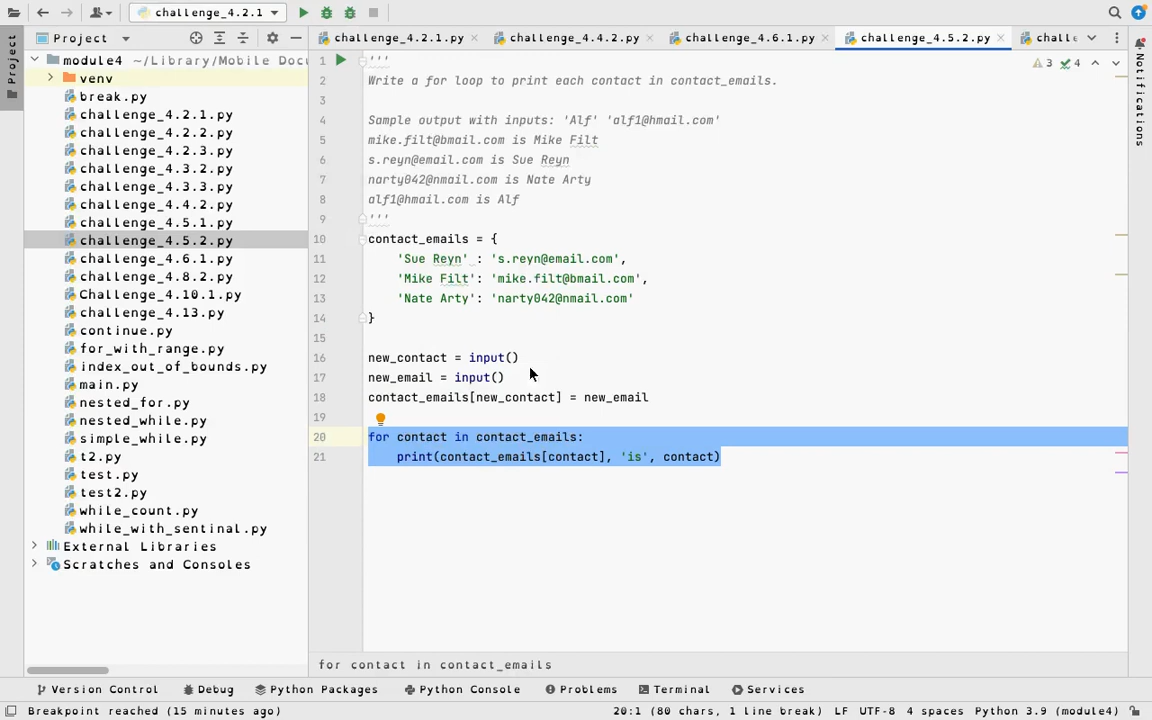 challenge_4.2.1
Project
challenge_4.2.1.py
challenge_4.4.2.py
challenge_4.6.1.py
challenge_4.5.2.py
challe
Project
Notifications
module4 ~/Library/Mobile Docu
venv
break.py
challenge_4.2.1.py
challenge_4.2.2.py
challenge_4.2.3.py
challenge_4.3.2.py
challenge_4.3.3.py
challenge_4.4.2.py
challenge_4.5.1.py
challenge_4.5.2.py
challenge_4.6.1.py
challenge_4.8.2.py
Challenge_4.10.1.py
challenge_4.13.py
continue.py
for_with_range.py
index_out_of_bounds.py
main.py
nested_for.py
nested_while.py
simple_while.py
t2.py
test.py
test2.py
while_count.py
while_with_sentinal.py
External Libraries
Scratches and Consoles
3 4
1 '''
2 Write a for loop to print each contact in contact_emails.
3
4 Sample output with inputs: 'Alf' 'alf1@hmail.com'
5 mike.filt@bmail.com is Mike Filt
6 s.reyn@email.com is Sue Reyn
7 narty042@nmail.com is Nate Arty
8 alf1@hmail.com is Alf
9 '''
10 contact_emails = {
11 'Sue Reyn' : 's.reyn@email.com',
12 'Mike Filt': 'mike.filt@bmail.com',
13 'Nate Arty': 'narty042@nmail.com'
14 }
15
16 new_contact = input()
17 new_email = input()
18 contact_emails[new_contact] = new_email
19
20 for contact in contact_emails:
21 print(contact_emails[contact], 'is', contact)
for contact in contact_emails
Version Control
Debug
Python Packages
Python Console
Problems
Terminal
Services
Breakpoint reached (15 minutes ago)
20:1 (80 chars, 1 line break) LF UTF-8 4 spaces Python 3.9 (module4)